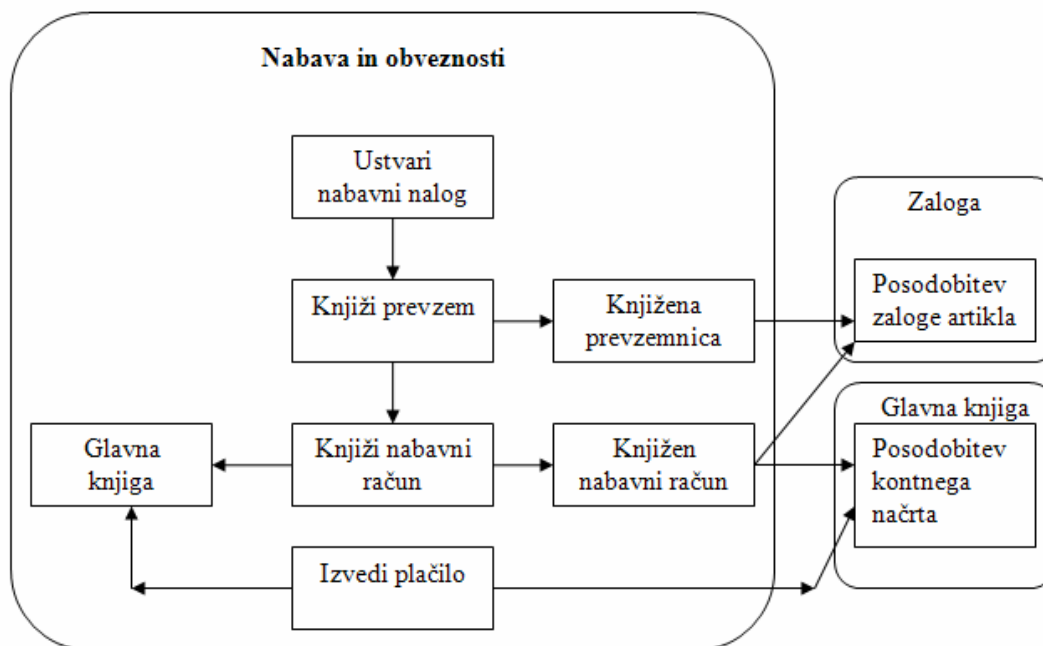 Nabava in obveznosti
Ustvari
nabavni nalog
Zaloga
Knjiži prevzem
Knjižena
prevzemnica
Posodobitev
zaloge artikla
Glavna knjiga
Glavna
knjiga
Knjiži nabavni
račun
Knjižen
nabavni račun
Posodobitev
kontnega
načrta
Izvedi plačilo